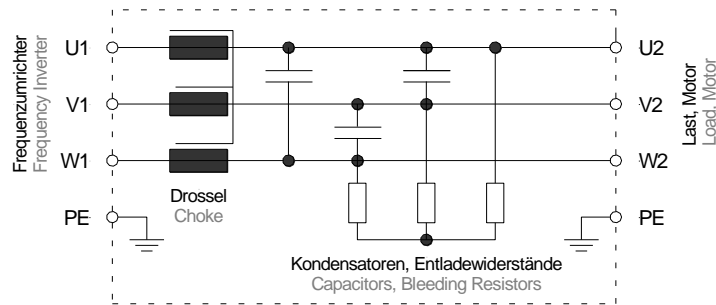 U1
U2
V1
V2
W1
W2
PE
PE
Frequenzumrichter
Frequency Inverter
Last, Motor
Load. Motor
Drossel
Choke
Kondensatoren, Entladewiderstände
Capacitors, Bleeding Resistors